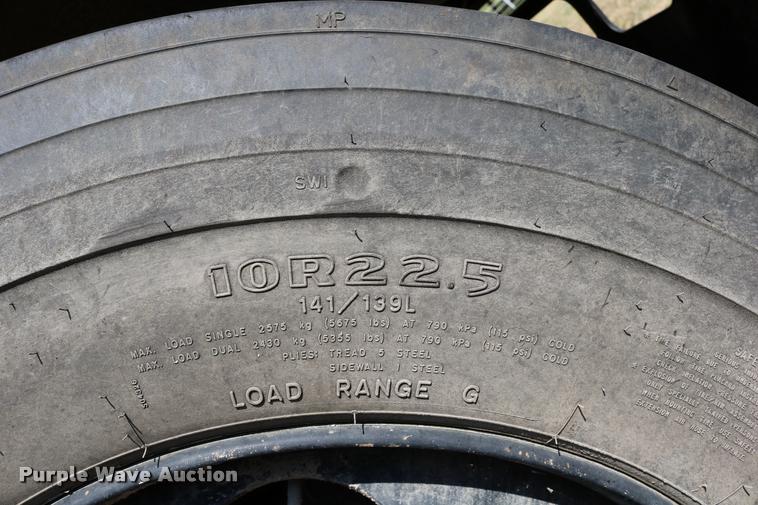 MP
SWI
10R22.5
141/139L
MAX. LOAD SINGLE 2575 kg (5675 lbs) AT 790 kPa (115 psi) COLD
MAX. LOAD DUAL 2430 kg (5355 lbs) AT 790 kPa (115 psi) COLD
PLIES: TREAD 5 STEEL
SIDEWALL 1 STEEL
LOAD RANGE G
Purple Wave Auction